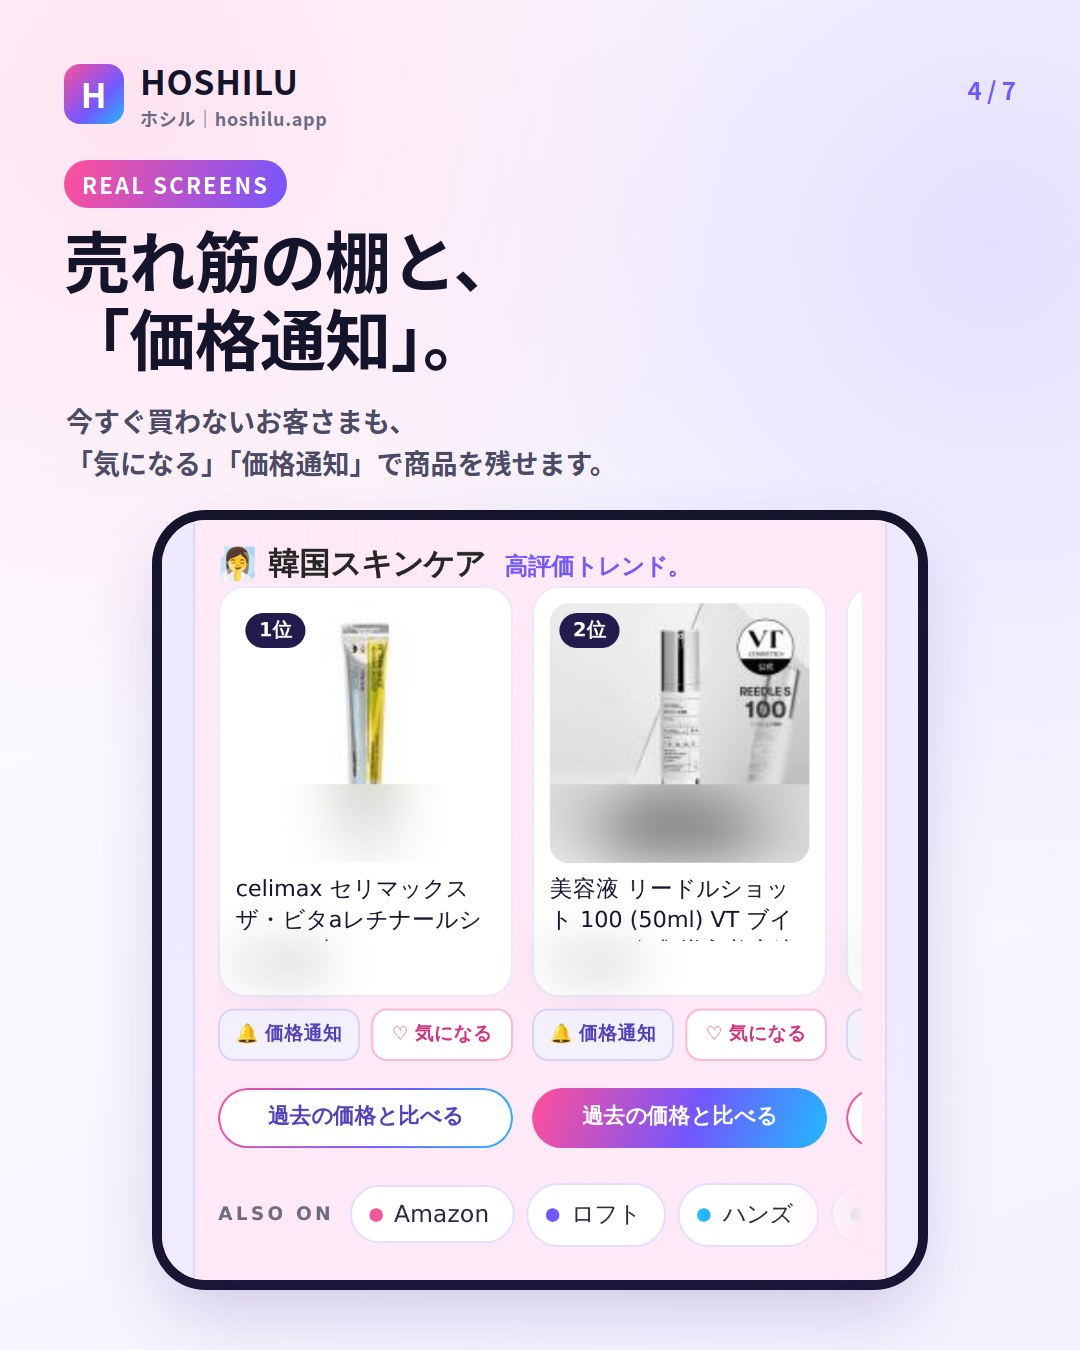 H
HOSHILU
ホシル｜hoshilu.app
4 / 7
REAL SCREENS
売れ筋の棚と、
「価格通知」。
今すぐ買わないお客さまも、
「気になる」「価格通知」で商品を残せます。
韓国スキンケア 高評価トレンド。
1位
2位
VT
COSMETICS
公式
REEDLE S
100
celimax セリマックス
ザ・ビタaレチナールシ
美容液 リードルショッ
ト 100 (50ml) VT ブイ
🔔 価格通知 ♡ 気になる
🔔 価格通知 ♡ 気になる
過去の価格と比べる
過去の価格と比べる
ALSO ON Amazon ロフト ハンズ